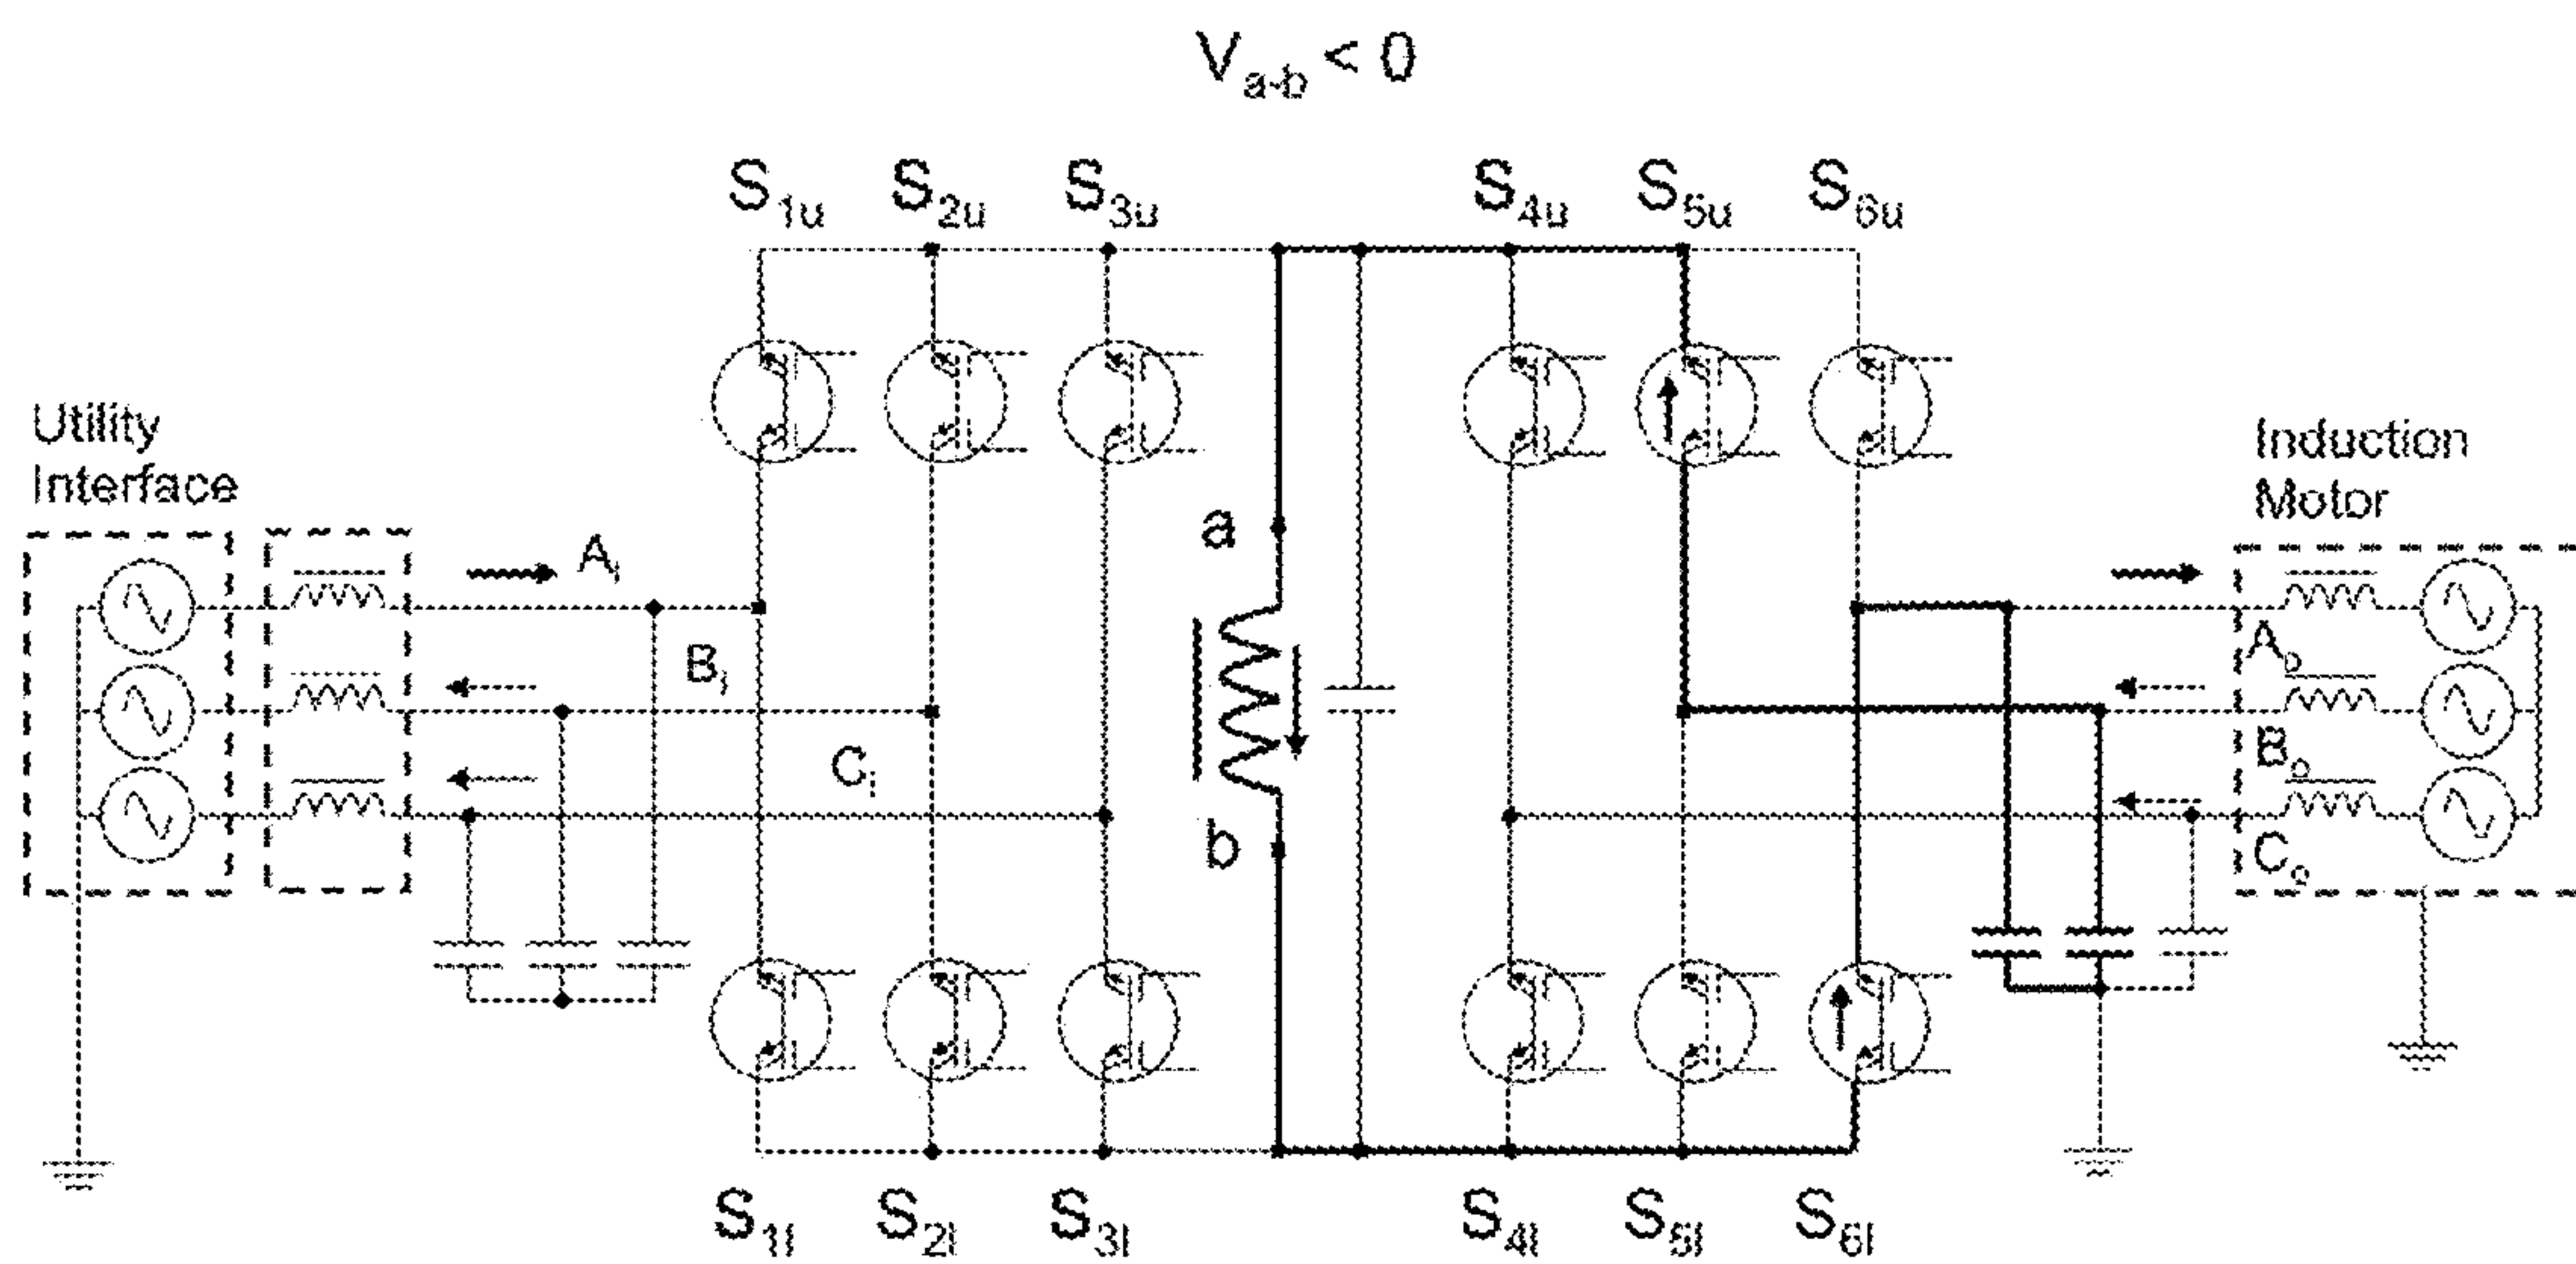 Va-b < 0
S1u S2u S3u S4u S5u S6u
Utility
Interface
Induction
Motor
a
Ai
Bi
Ci
b
Ao
Bo
Co
S1l S2l S3l S4l S5l S6l